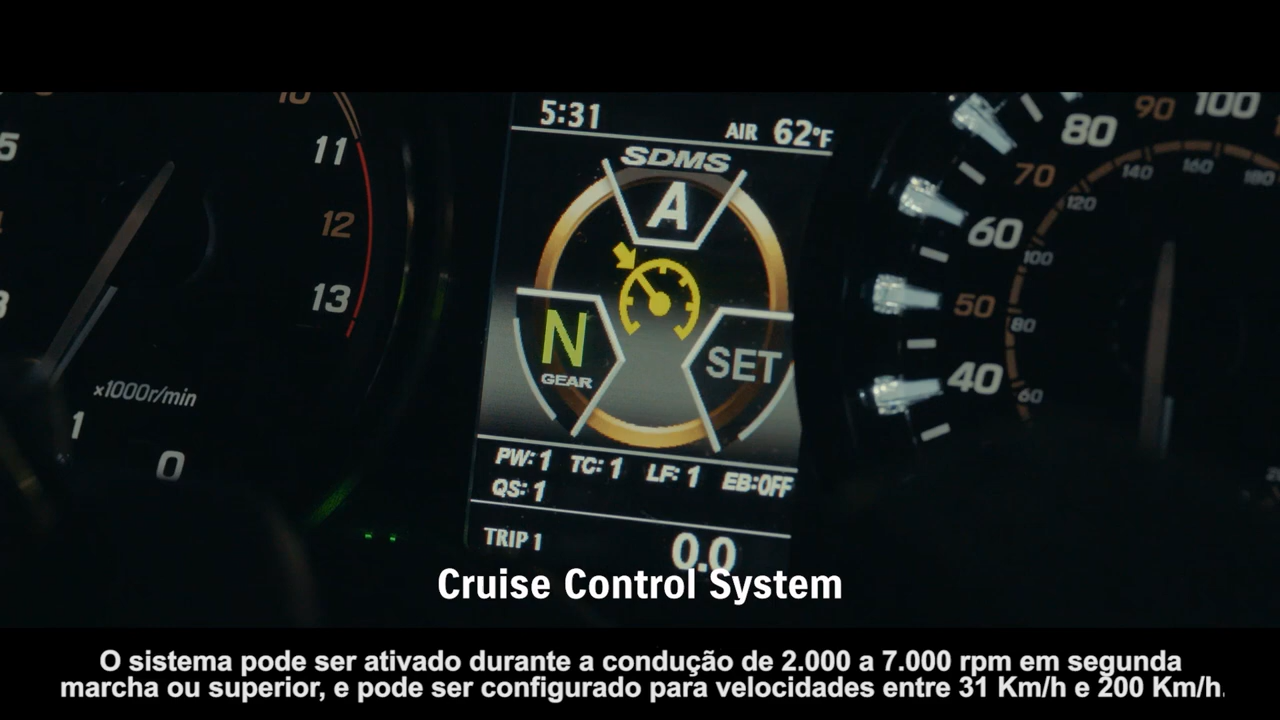 5:31
AIR 62°F
SDMS
A
N
GEAR
SET
PW: 1 TC: 1 LF: 1 EB:OFF
QS: 1
TRIP 1 0.0
10
11
12
13
x1000r/min
1
0
5
100
90
80
70
60
50
40
180
160
140
120
100
80
60
Cruise Control System
O sistema pode ser ativado durante a condução de 2.000 a 7.000 rpm em segunda
marcha ou superior, e pode ser configurado para velocidades entre 31 Km/h e 200 Km/h.